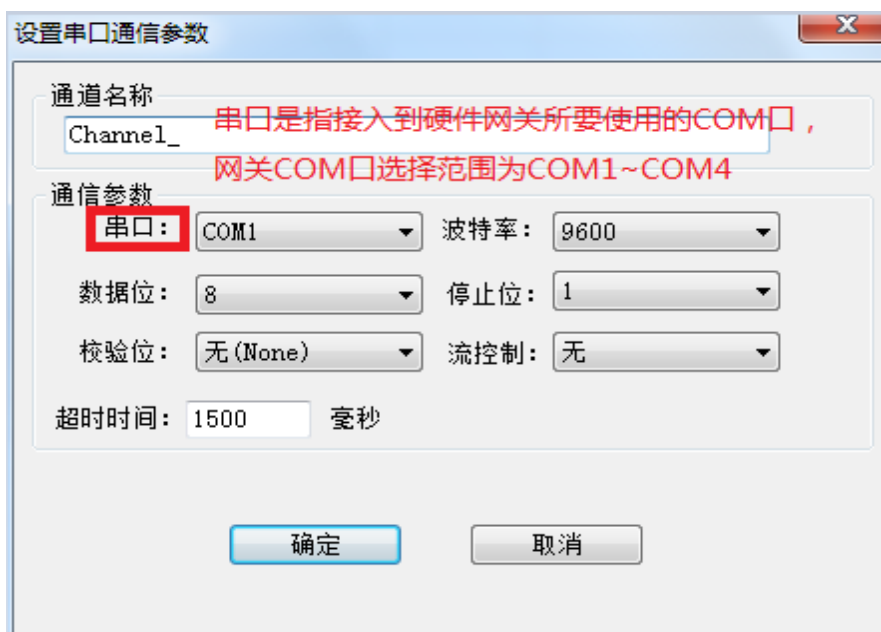 设置串口通信参数
通道名称
串口是指接入到硬件网关所要使用的COM口，
Channel_
网关COM口选择范围为COM1~COM4
通信参数
串口： COM1 波特率： 9600
数据位： 8 停止位： 1
校验位： 无(None) 流控制： 无
超时时间： 1500 毫秒
确定 取消